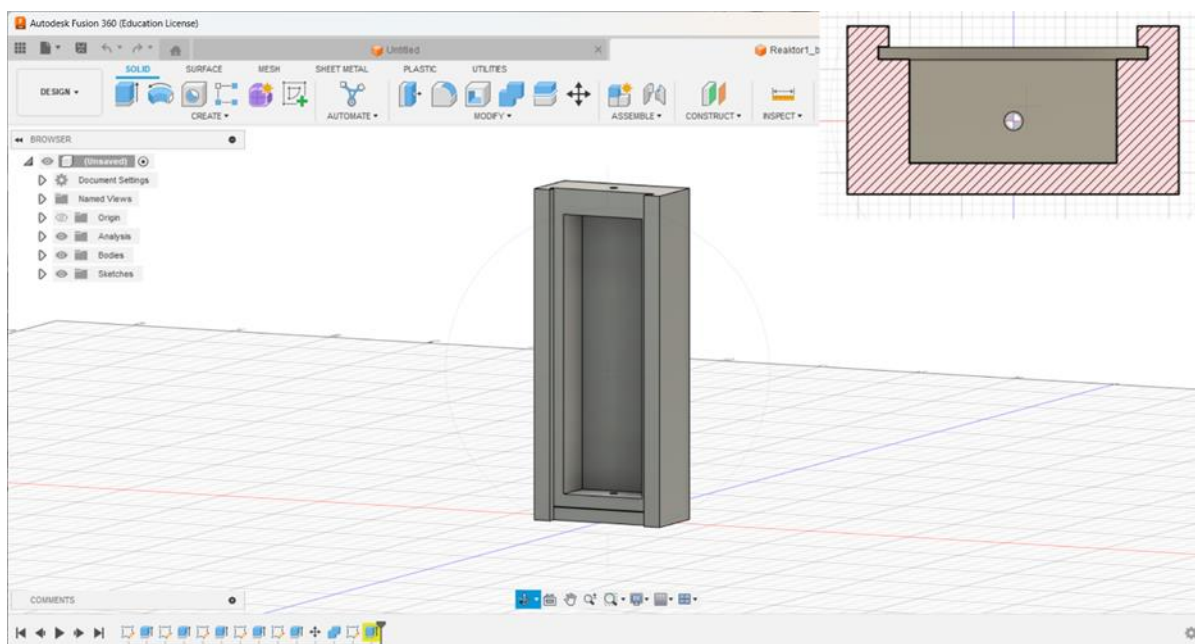 Autodesk Fusion 360 (Education License)
Untitled
Reaktor1_b
DESIGN
SOLID SURFACE MESH SHEET METAL PLASTIC UTILITIES
CREATE AUTOMATE MODIFY ASSEMBLE CONSTRUCT INSPECT
BROWSER
(Unsaved)
Document Settings
Named Views
Origin
Analysis
Bodies
Sketches
COMMENTS